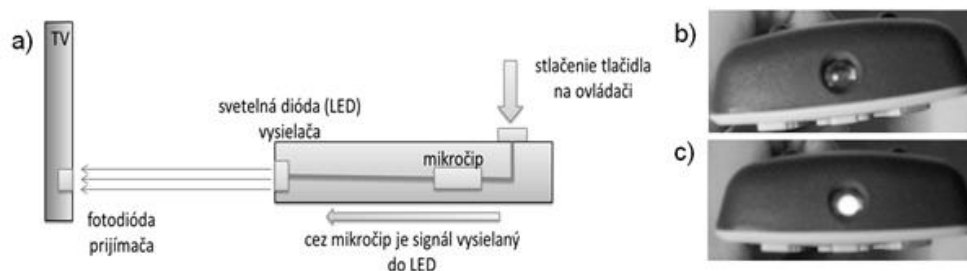 a)
TV
stlačenie tlačidla
na ovládači
svetelná dióda (LED)
vysielača
mikročip
fotodióda
prijímača
cez mikročip je signál vysielaný
do LED
b)
c)